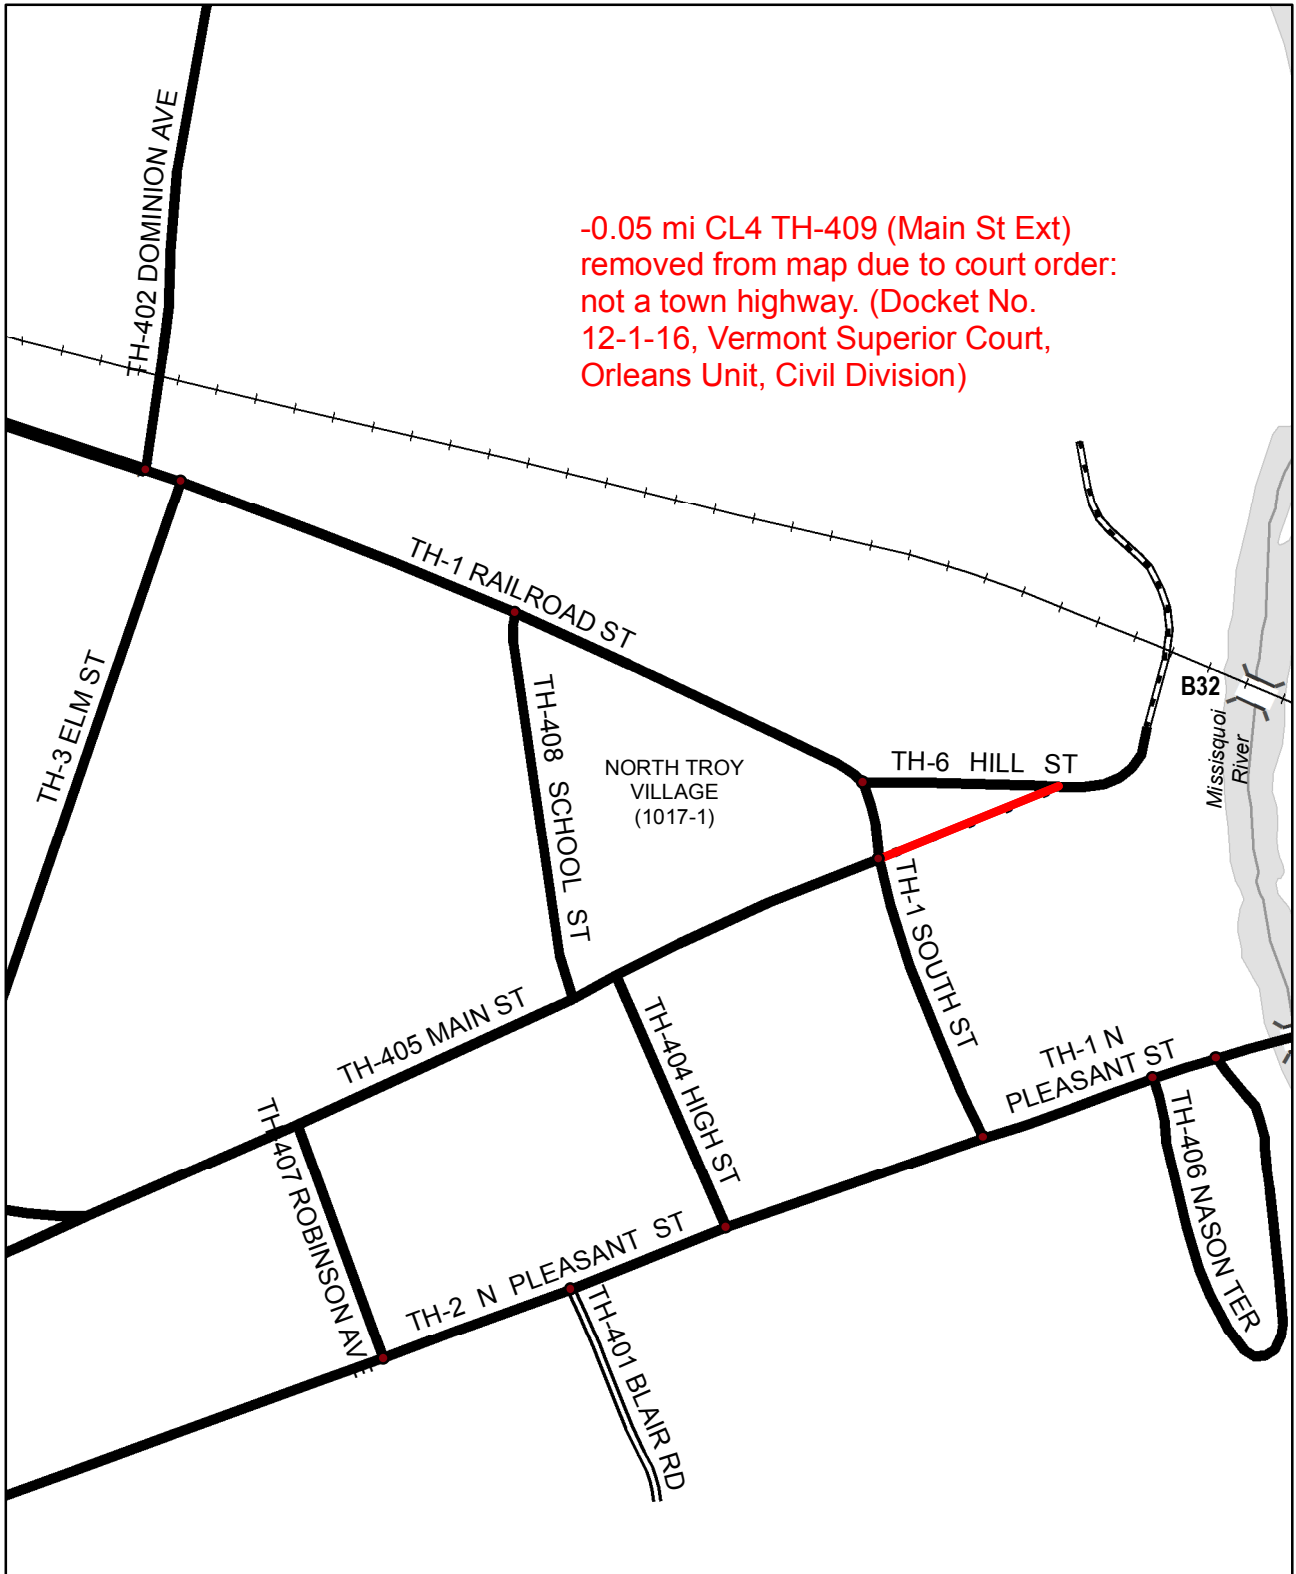 TH-402 DOMINION AVE
-0.05 mi CL4 TH-409 (Main St Ext)
removed from map due to court order:
not a town highway. (Docket No.
12-1-16, Vermont Superior Court,
Orleans Unit, Civil Division)
TH-1 RAILROAD ST
TH-3 ELM ST
TH-408 SCHOOL ST
B32
Missisquoi
River
TH-6 HILL ST
NORTH TROY
VILLAGE
(1017-1)
TH-1 SOUTH ST
TH-405 MAIN ST
TH-404 HIGH ST
TH-1 N
PLEASANT ST
TH-407 ROBINSON AVE
TH-406 NASON TER
TH-2 N PLEASANT ST
TH-401 BLAIR RD